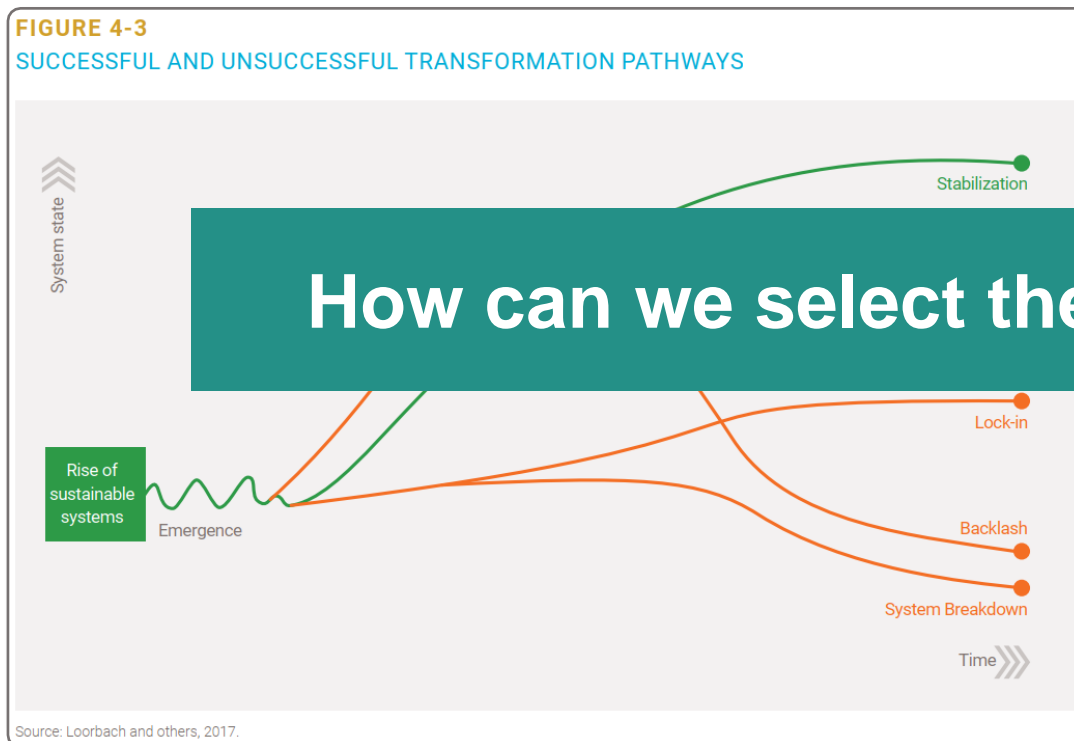 FIGURE 4-3
SUCCESSFUL AND UNSUCCESSFUL TRANSFORMATION PATHWAYS
System state
Stabilization
How can we select the
Lock-in
Rise of
sustainable
systems
Emergence
Backlash
System Breakdown
Time
Source: Loorbach and others, 2017.